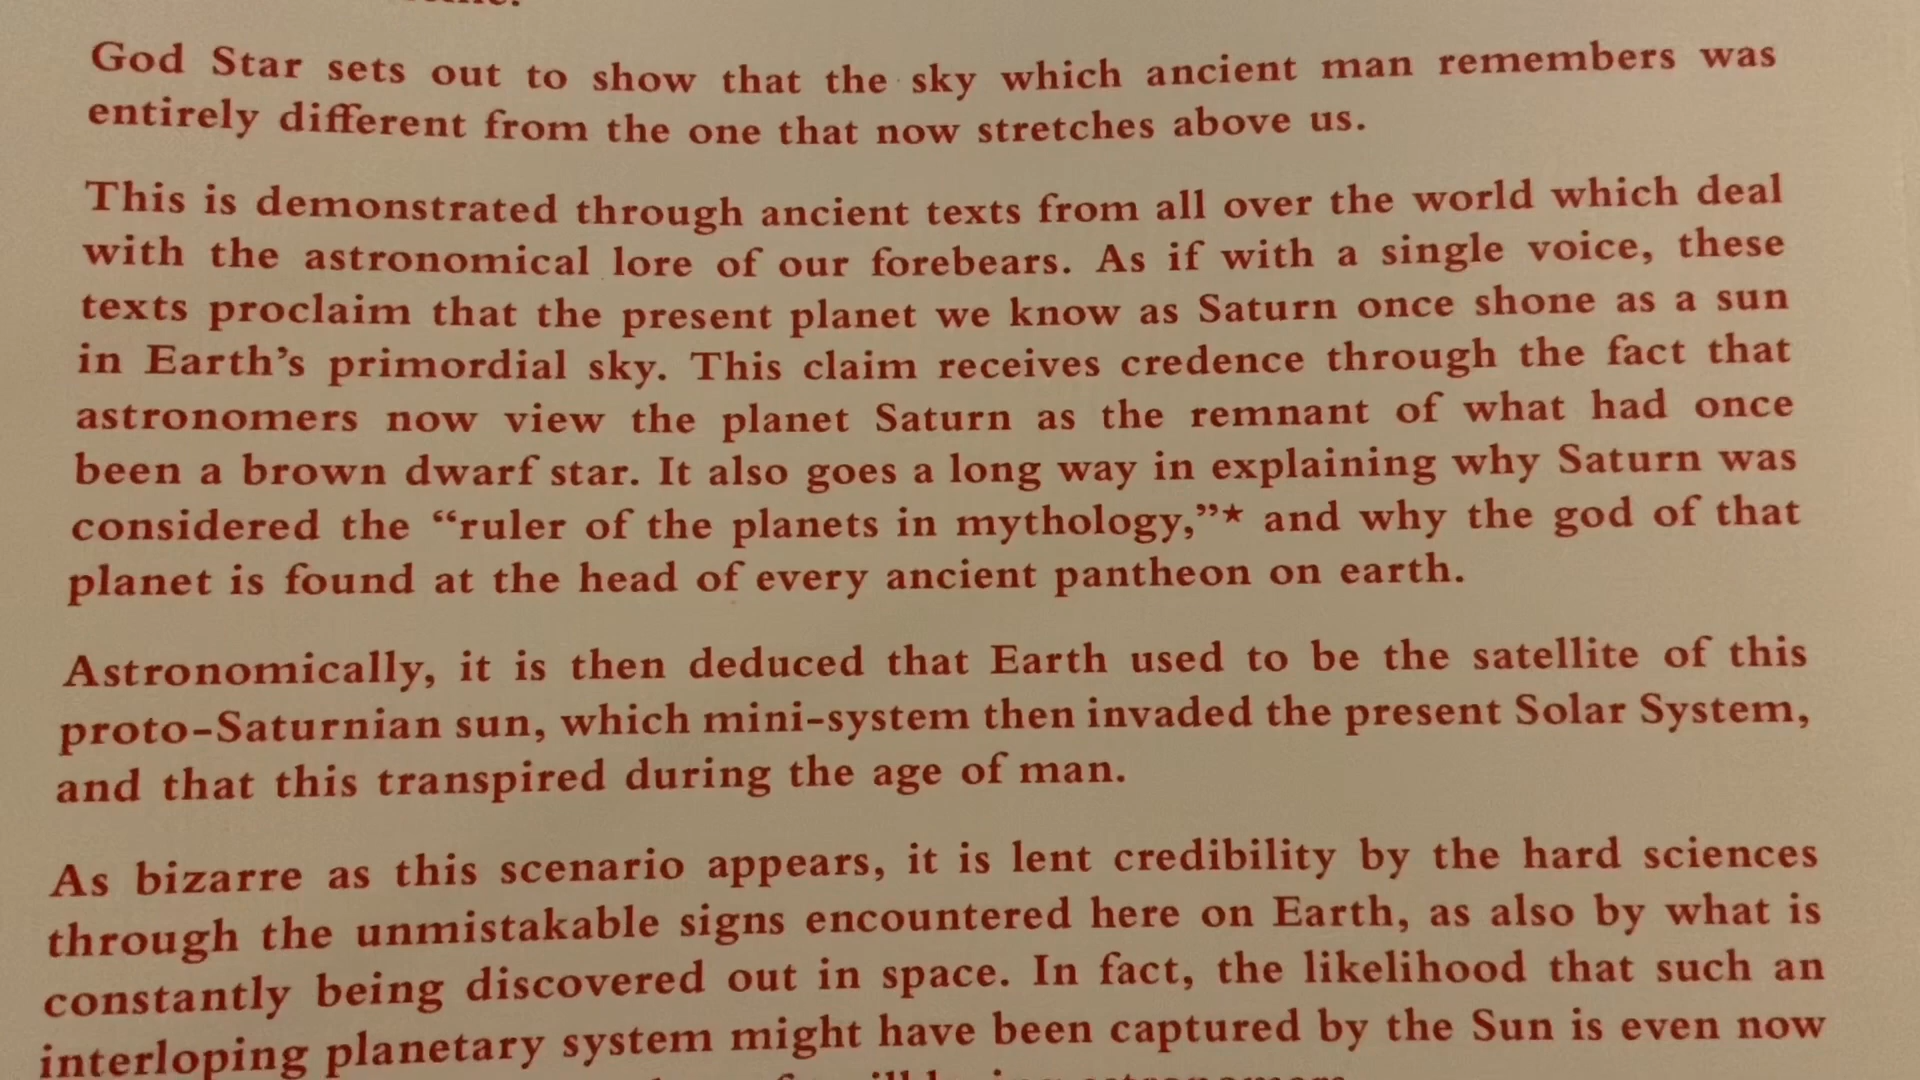 God Star sets out to show that the sky which ancient man remembers was
entirely different from the one that now stretches above us.
This is demonstrated through ancient texts from all over the world which deal
with the astronomical lore of our forebears. As if with a single voice, these
texts proclaim that the present planet we know as Saturn once shone as a sun
in Earth’s primordial sky. This claim receives credence through the fact that
astronomers now view the planet Saturn as the remnant of what had once
been a brown dwarf star. It also goes a long way in explaining why Saturn was
considered the “ruler of the planets in mythology,”★ and why the god of that
planet is found at the head of every ancient pantheon on earth.
Astronomically, it is then deduced that Earth used to be the satellite of this
proto-Saturnian sun, which mini-system then invaded the present Solar System,
and that this transpired during the age of man.
As bizarre as this scenario appears, it is lent credibility by the hard sciences
through the unmistakable signs encountered here on Earth, as also by what is
constantly being discovered out in space. In fact, the likelihood that such an
interloping planetary system might have been captured by the Sun is even now